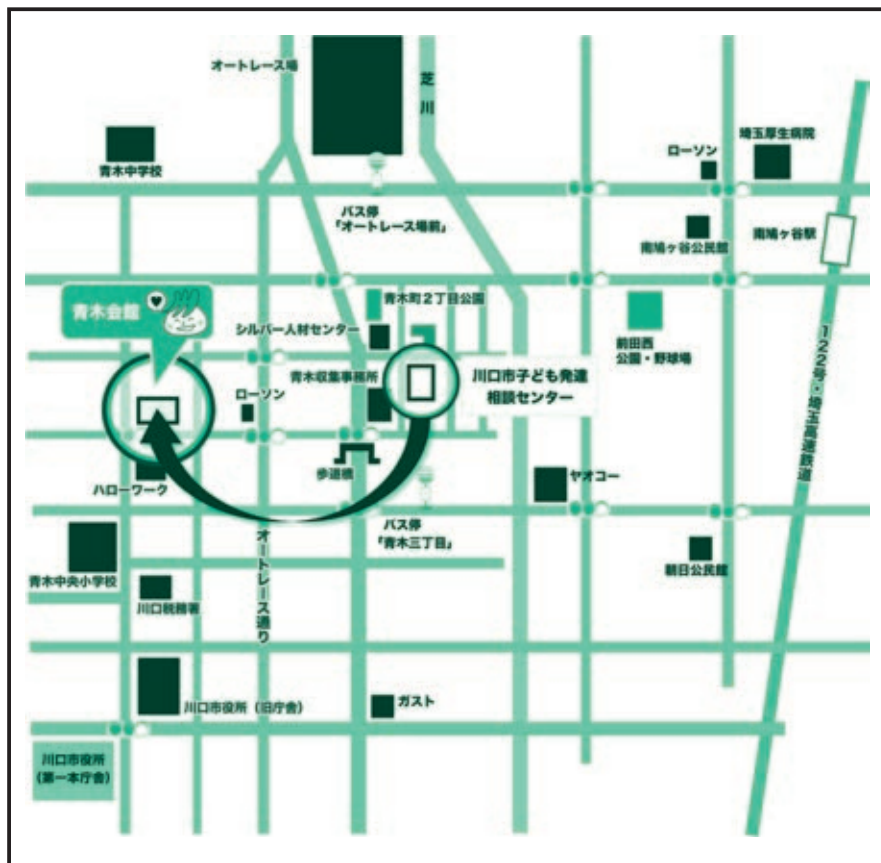 オートレース場
芝川
青木中学校
バス停
「オートレース場前」
ローソン
埼玉厚生病院
南鳩ヶ谷公民館
南鳩ヶ谷駅
青木会館
青木町2丁目公園
シルバー人材センター
前田西
公園・野球場
青木収集事務所
川口市子ども発達
相談センター
ローソン
122号・埼玉高速鉄道
歩道橋
ハローワーク
ヤオコー
バス停
「青木三丁目」
オートレース通り
青木中央小学校
朝日公民館
川口税務署
川口市役所(旧庁舎)
ガスト
川口市役所
(第一本庁舎)